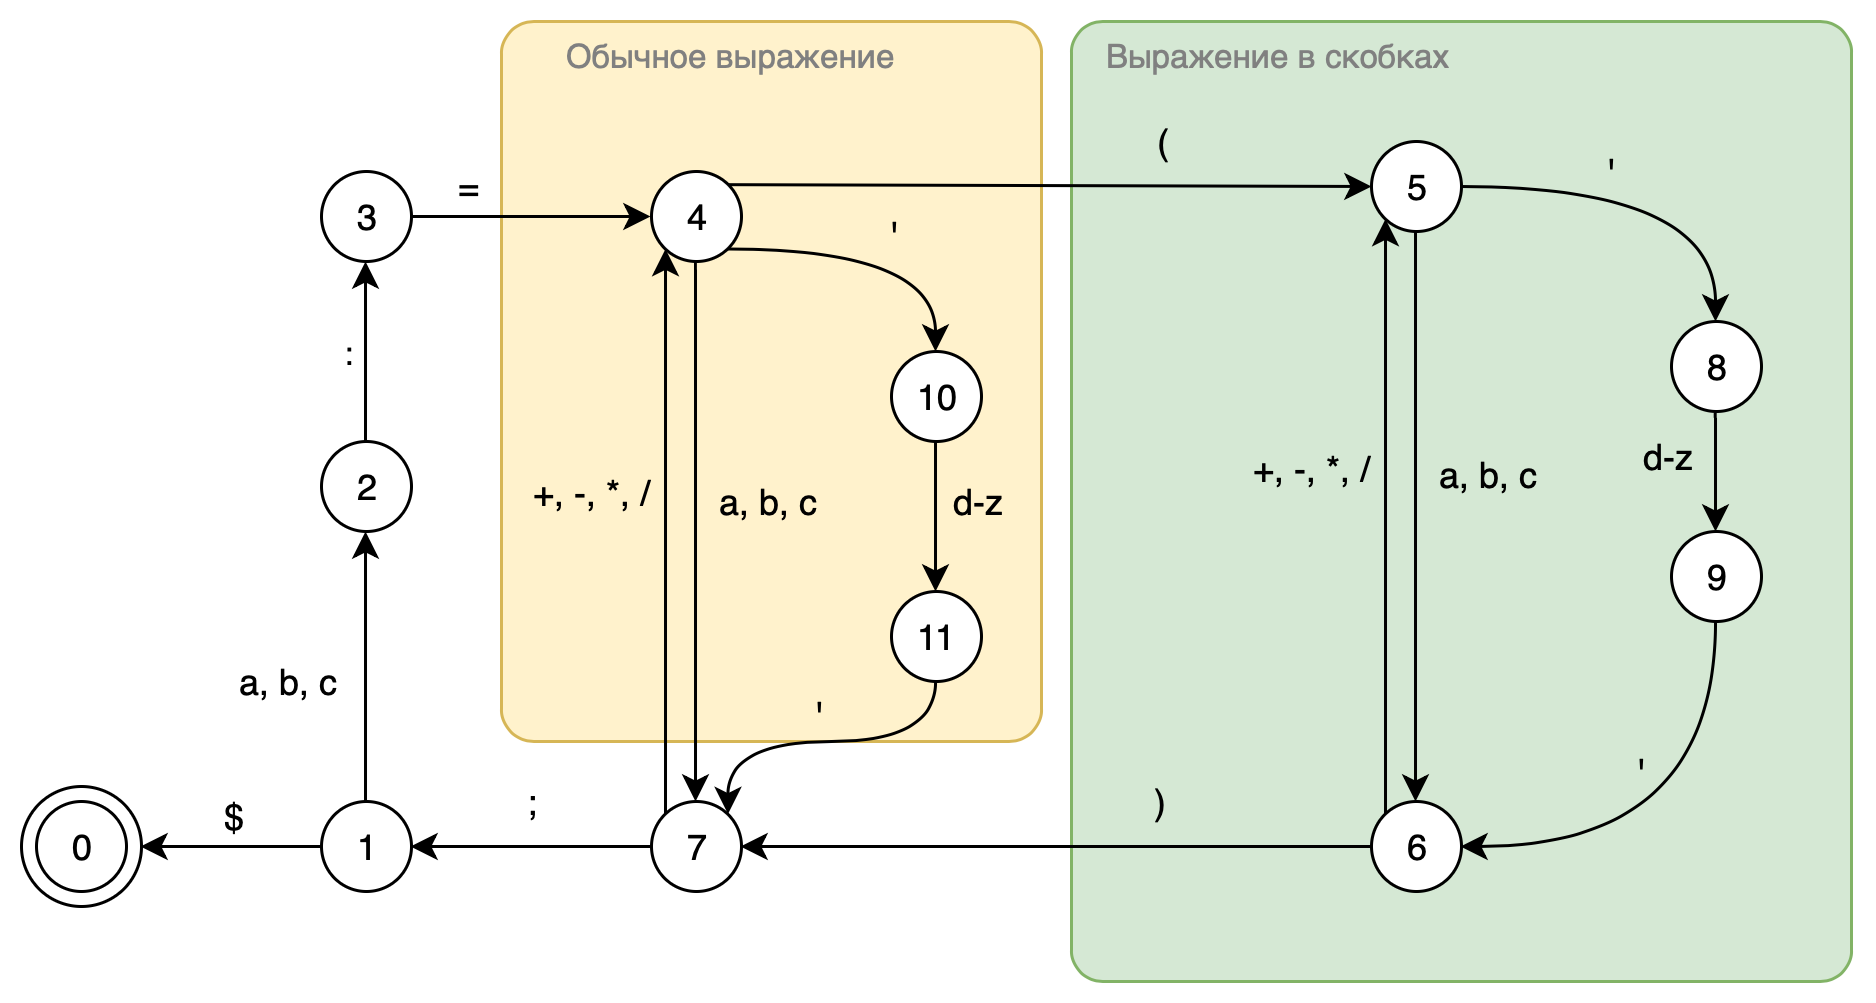 Обычное выражение
Выражение в скобках
(
'
=
3
4
5
'
:
10
8
+, -, *, /
a, b, c
d-z
+, -, *, /
a, b, c
d-z
2
11
9
a, b, c
'
'
$
;
)
0
1
7
6